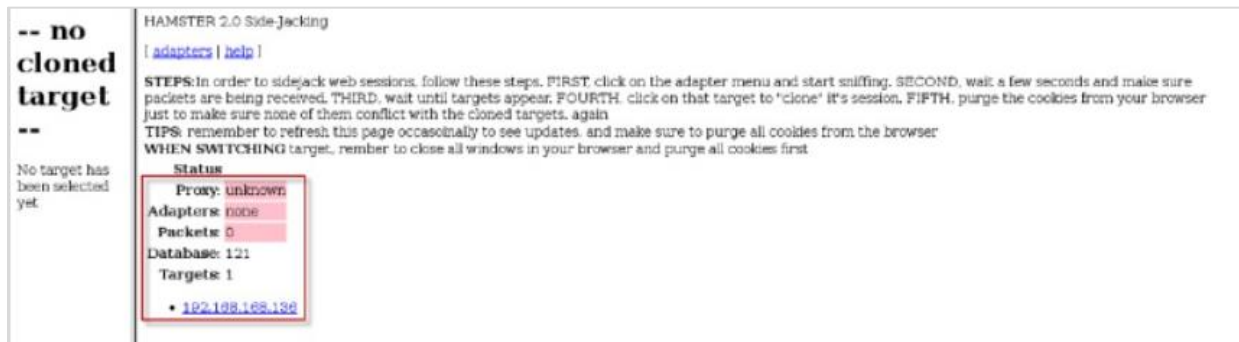 -- no
cloned
target
--
No target has
been selected
yet
HAMSTER 2.0 Side-Jacking
[ adapters | help ]
STEPS:In order to sidejack web sessions, follow these steps. FIRST, click on the adapter menu and start sniffing. SECOND, wait a few seconds and make sure
packets are being received. THIRD, wait until targets appear. FOURTH, click on that target to "clone" it's session. FIFTH, purge the cookies from your browser
just to make sure none of them conflict with the cloned targets. again
TIPS: remember to refresh this page occasoinally to see updates, and make sure to purge all cookies from the browser
WHEN SWITCHING target, rember to close all windows in your browser and purge all cookies first
Status
Proxy: unknown
Adapters: none
Packets: 0
Database: 121
Targets: 1
• 192.168.168.136